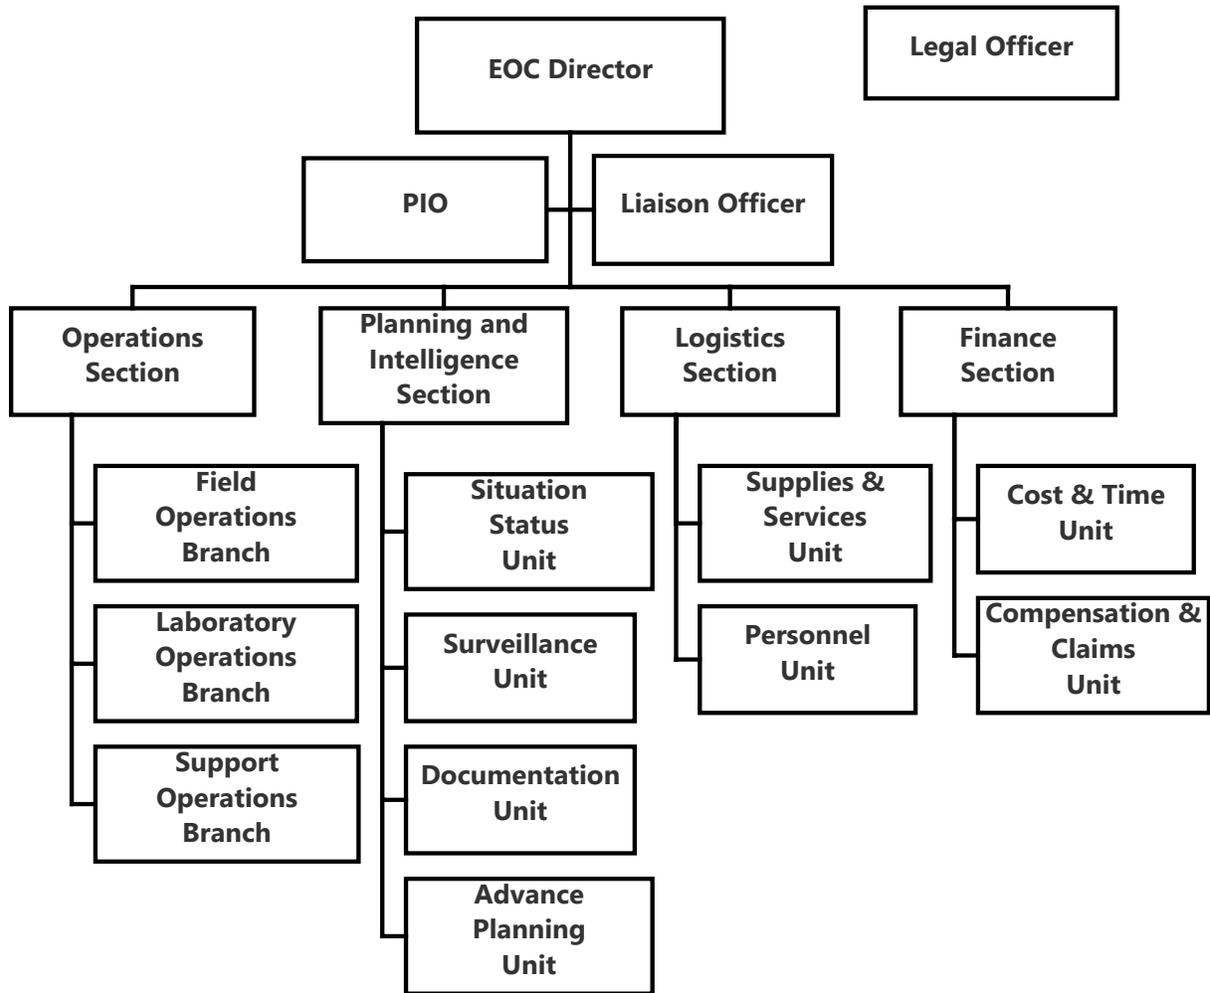 EOC Director
Legal Officer
PIO
Liaison Officer
Operations
Section
Planning and
Intelligence
Section
Logistics
Section
Finance
Section
Field
Operations
Branch
Laboratory
Operations
Branch
Support
Operations
Branch
Situation
Status
Unit
Surveillance
Unit
Documentation
Unit
Advance
Planning
Unit
Supplies &
Services
Unit
Personnel
Unit
Cost & Time
Unit
Compensation &
Claims
Unit